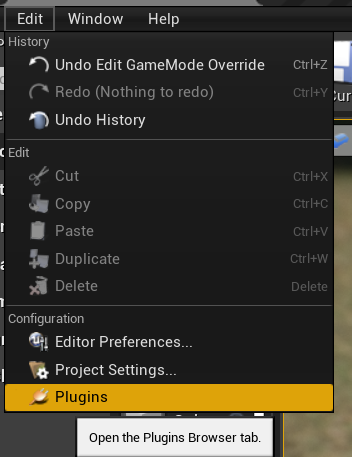 Edit Window Help
History
Undo Edit GameMode Override Ctrl+Z
Redo (Nothing to redo) Ctrl+Y
Undo History
Edit
Cut Ctrl+X
Copy Ctrl+C
Paste Ctrl+V
Duplicate Ctrl+W
Delete Delete
Configuration
Editor Preferences...
Project Settings...
Plugins
Open the Plugins Browser tab.